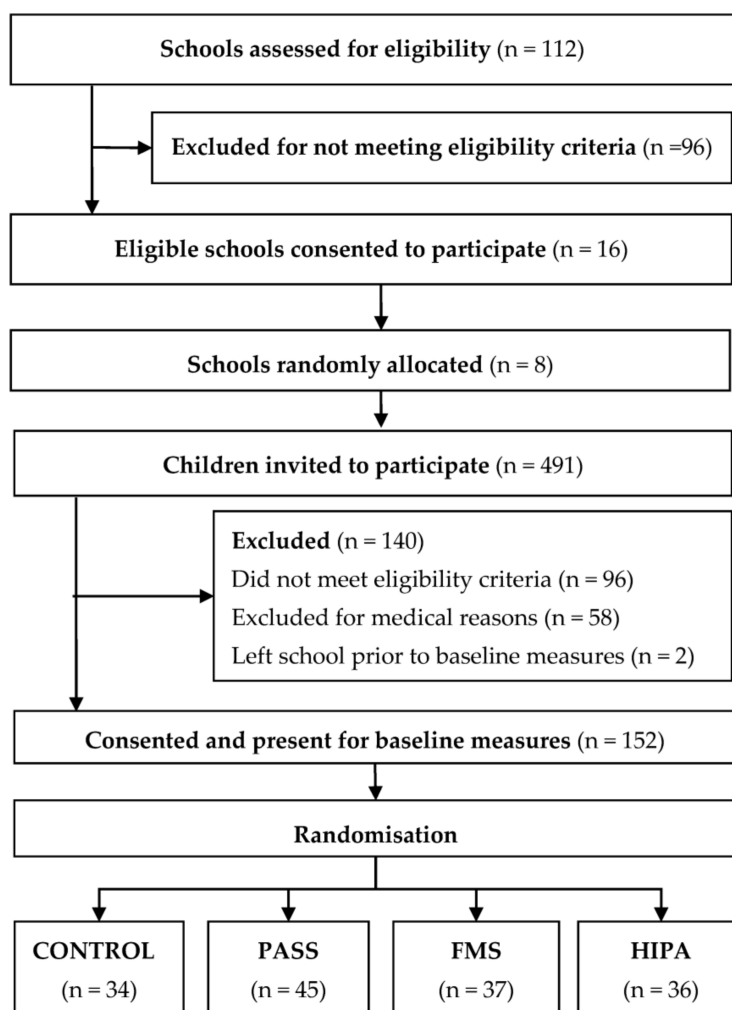 Schools assessed for eligibility (n = 112)
Excluded for not meeting eligibility criteria (n =96)
Eligible schools consented to participate (n = 16)
Schools randomly allocated (n = 8)
Children invited to participate (n = 491)
Excluded (n = 140)
Did not meet eligibility criteria (n = 96)
Excluded for medical reasons (n = 58)
Left school prior to baseline measures (n = 2)
Consented and present for baseline measures (n = 152)
Randomisation
CONTROL
(n = 34)
PASS
(n = 45)
FMS
(n = 37)
HIPA
(n = 36)